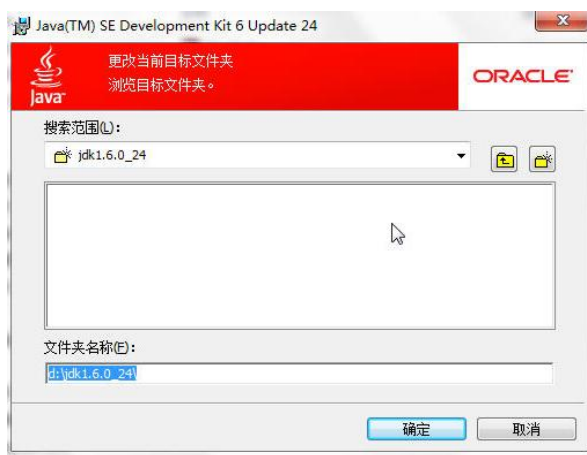 Java(TM) SE Development Kit 6 Update 24
更改当前目标文件夹
浏览目标文件夹。
Java
ORACLE
搜索范围(L):
jdk1.6.0_24
文件夹名称(F):
d:\jdk1.6.0_24\
确定
取消